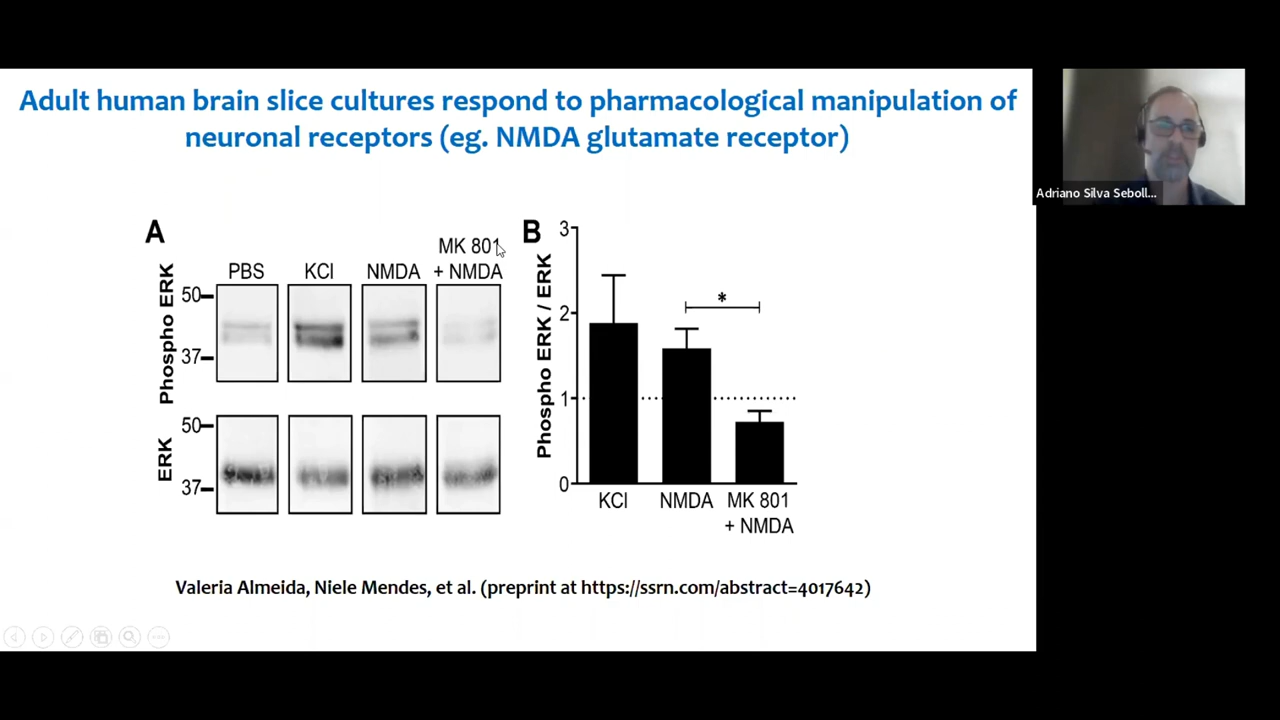 Adult human brain slice cultures respond to pharmacological manipulation of
neuronal receptors (eg. NMDA glutamate receptor)
Adriano Silva Seboll...
A
MK 801
PBS KCl NMDA + NMDA
Phospho ERK
50
37
ERK
50
37
B
Phospho ERK / ERK
3
2
1
0
*
KCl NMDA MK 801
+ NMDA
Valeria Almeida, Niele Mendes, et al. (preprint at https://ssrn.com/abstract=4017642)